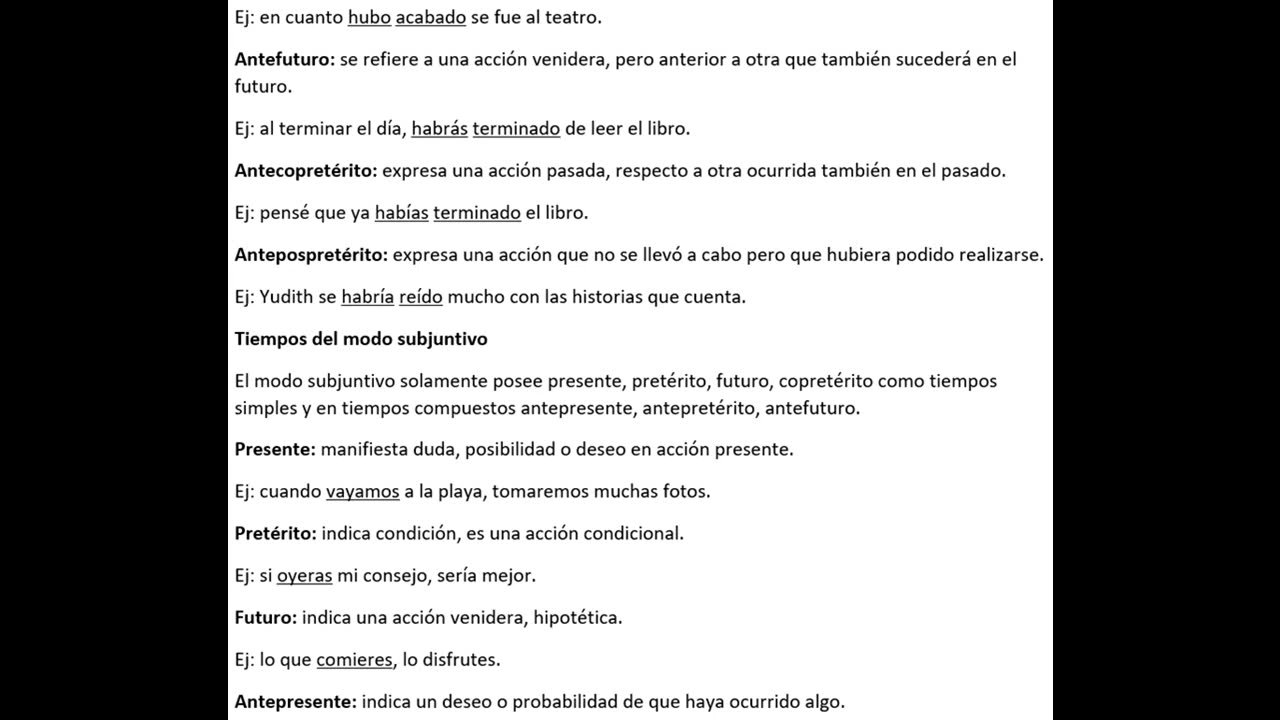 Ej: en cuanto hubo acabado se fue al teatro.
Antefuturo: se refiere a una acción venidera, pero anterior a otra que también sucederá en el
futuro.
Ej: al terminar el día, habrás terminado de leer el libro.
Antecopretérito: expresa una acción pasada, respecto a otra ocurrida también en el pasado.
Ej: pensé que ya habías terminado el libro.
Antepospretérito: expresa una acción que no se llevó a cabo pero que hubiera podido realizarse.
Ej: Yudith se habría reído mucho con las historias que cuenta.
Tiempos del modo subjuntivo
El modo subjuntivo solamente posee presente, pretérito, futuro, copretérito como tiempos
simples y en tiempos compuestos antepresente, antepretérito, antefuturo.
Presente: manifiesta duda, posibilidad o deseo en acción presente.
Ej: cuando vayamos a la playa, tomaremos muchas fotos.
Pretérito: indica condición, es una acción condicional.
Ej: si oyeras mi consejo, sería mejor.
Futuro: indica una acción venidera, hipotética.
Ej: lo que comieres, lo disfrutes.
Antepresente: indica un deseo o probabilidad de que haya ocurrido algo.